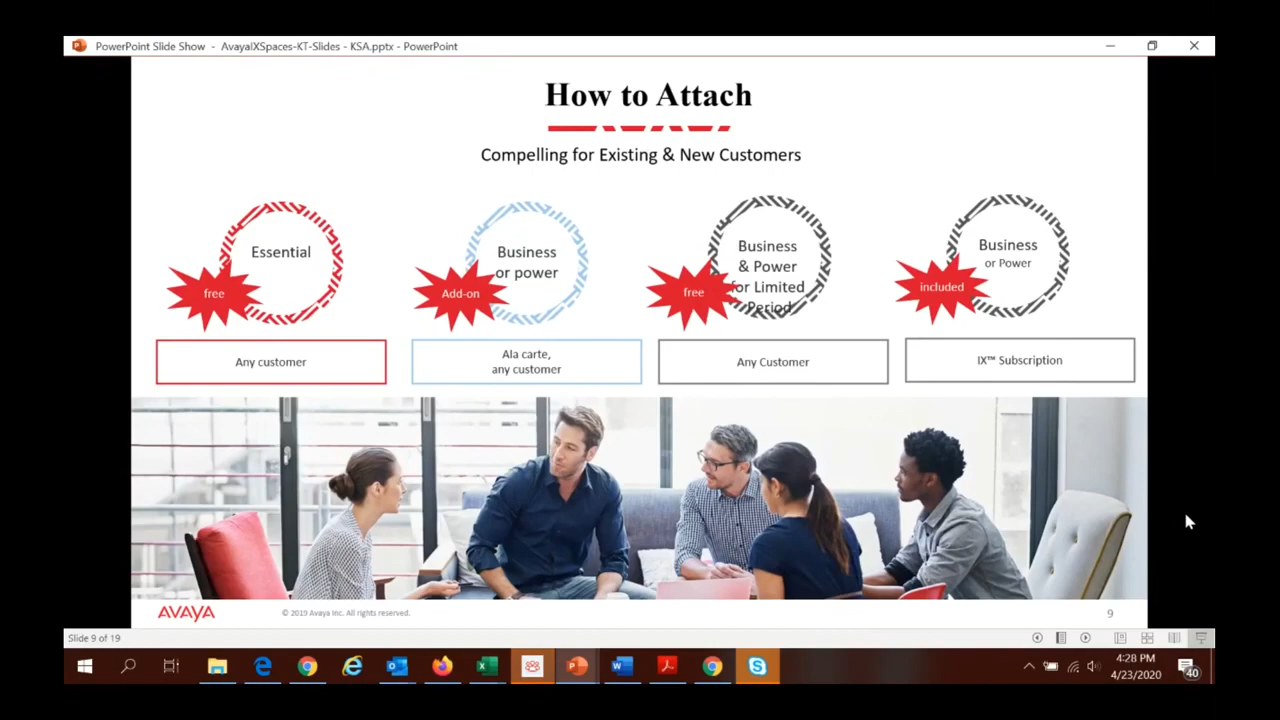 PowerPoint Slide Show - AvayaIXSpaces-KT-Slides - KSA.pptx - PowerPoint
How to Attach
Compelling for Existing & New Customers
Essential
free
Any customer
Business
or power
Add-on
Ala carte,
any customer
Business
& Power
for Limited
Period
free
Any Customer
Business
or Power
included
IX™ Subscription
AVAYA
© 2019 Avaya Inc. All rights reserved.
9
Slide 9 of 19
4:28 PM
4/23/2020
40